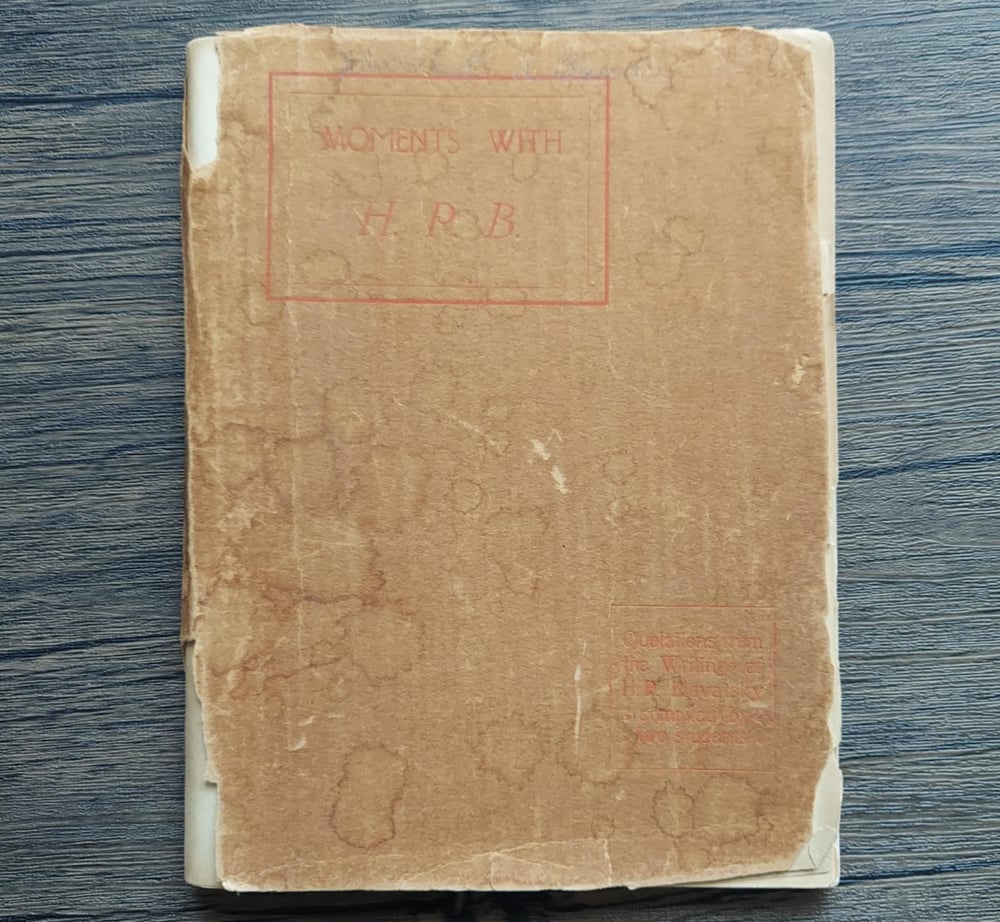 MOMENTS WITH
H. P. B.
Quotations from
the Writings of
H. P. Blavatsky
compiled by
two students